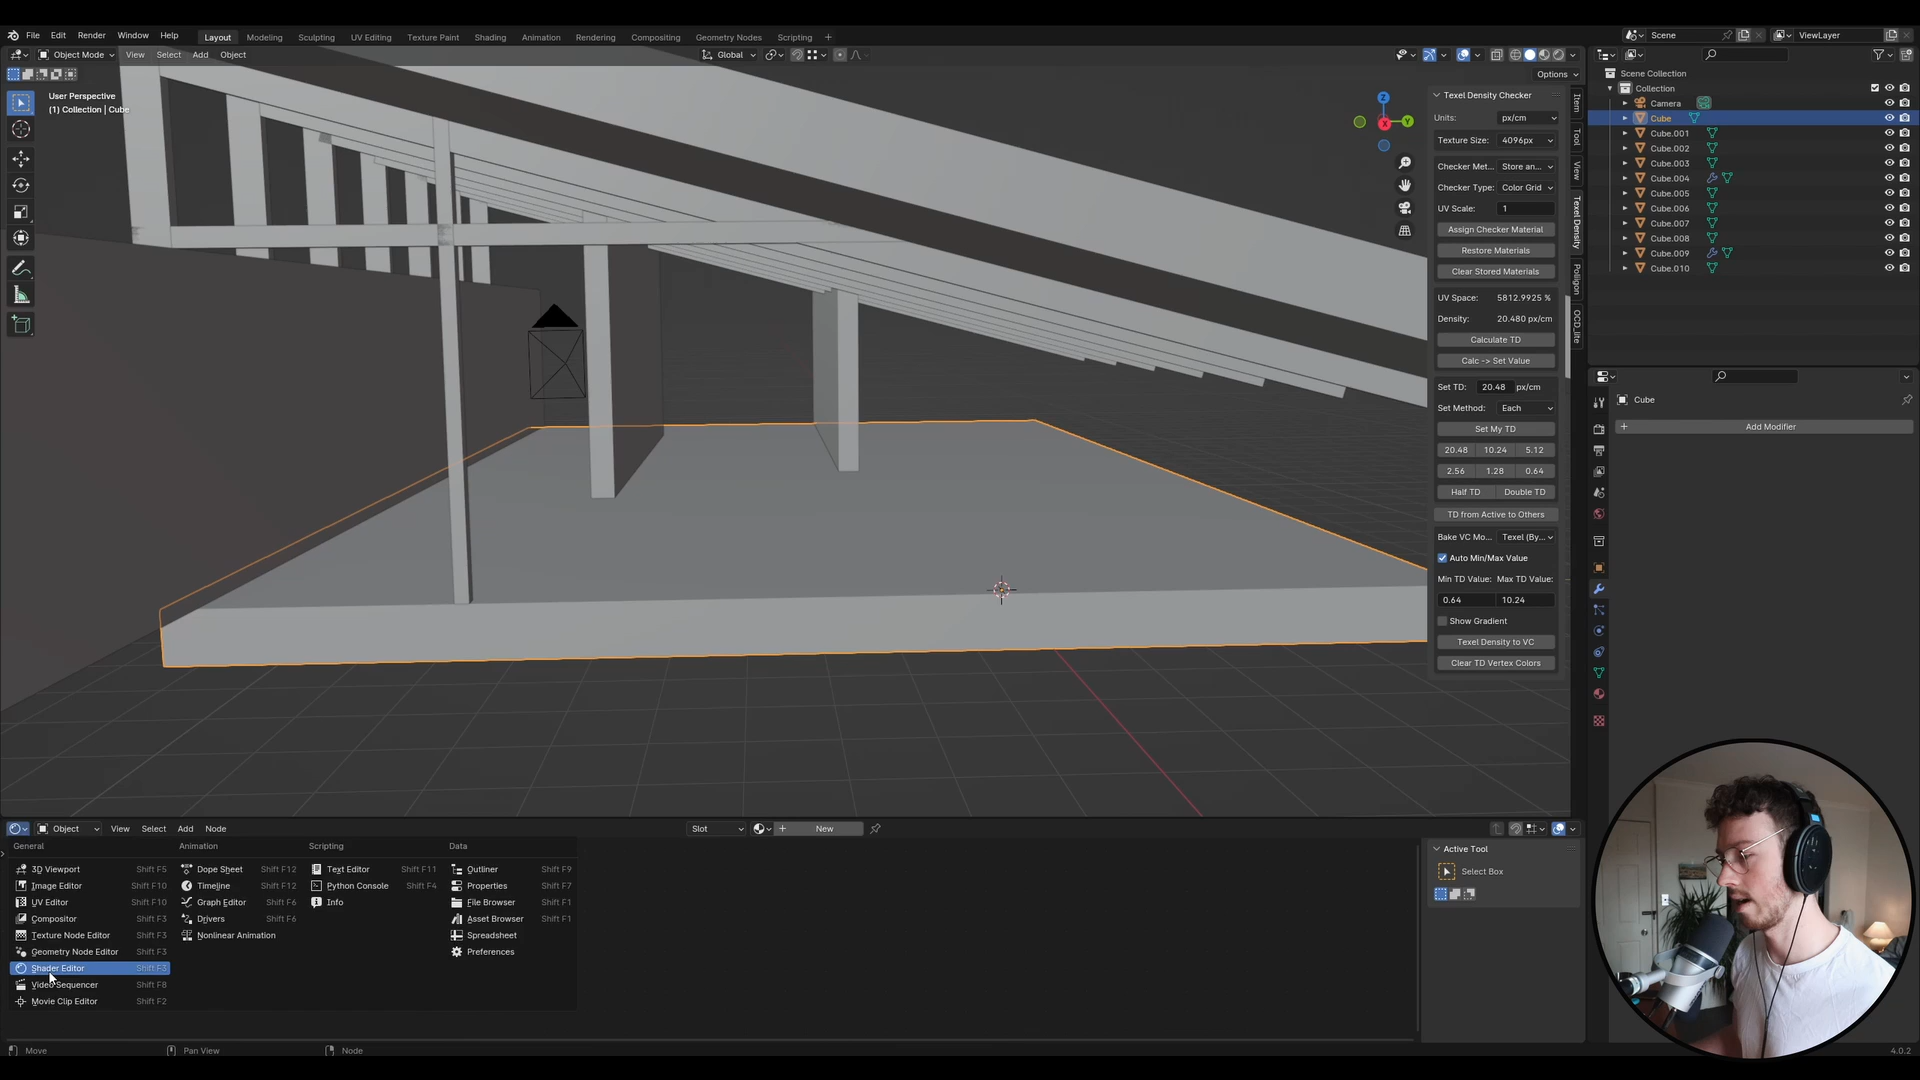 File Edit Render Window Help Layout Modeling Sculpting UV Editing Texture Paint Shading Animation Rendering Compositing Geometry Nodes Scripting + Scene ViewLayer
Object Mode View Select Add Object Global
Options
User Perspective
(1) Collection | Cube
Z
Y
X
Texel Density Checker
Units: px/cm
Texture Size: 4096px
Checker Met... Store an...
Checker Type: Color Grid
UV Scale: 1
Assign Checker Material
Restore Materials
Clear Stored Materials
UV Space: 5812.9925 %
Density: 20.480 px/cm
Calculate TD
Calc -> Set Value
Set TD: 20.48 px/cm
Set Method: Each
Set My TD
20.48 10.24 5.12
2.56 1.28 0.64
Half TD Double TD
TD from Active to Others
Bake VC Mo... Texel (By...
Auto Min/Max Value
Min TD Value: Max TD Value:
0.64 10.24
Show Gradient
Texel Density to VC
Clear TD Vertex Colors
Item
Tool
View
Texel Density
Poliigon
OCD_lite
Scene Collection
Collection
Camera
Cube
Cube.001
Cube.002
Cube.003
Cube.004
Cube.005
Cube.006
Cube.007
Cube.008
Cube.009
Cube.010
Cube
+ Add Modifier
Object View Select Add Node Slot + New
General Animation Scripting Data
3D Viewport Shift F5 Dope Sheet Shift F12 Text Editor Shift F11 Outliner Shift F9
Image Editor Shift F10 Timeline Shift F12 Python Console Shift F4 Properties Shift F7
UV Editor Shift F10 Graph Editor Shift F6 Info File Browser Shift F1
Compositor Shift F3 Drivers Shift F6 Asset Browser Shift F1
Texture Node Editor Shift F3 Nonlinear Animation Spreadsheet
Geometry Node Editor Shift F3 Preferences
Shader Editor Shift F3
Video Sequencer Shift F8
Movie Clip Editor Shift F2
Active Tool
Select Box
Move Pan View Node 4.0.2